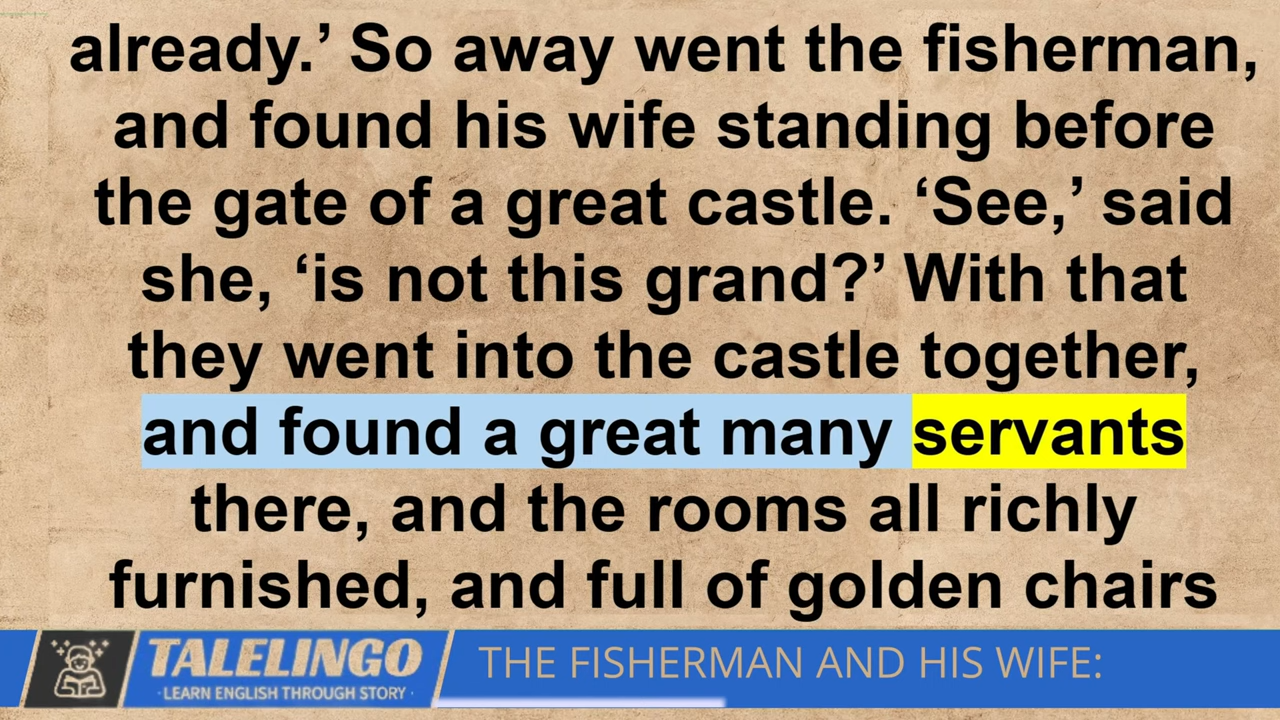 already.’ So away went the fisherman,
and found his wife standing before
the gate of a great castle. ‘See,’ said
she, ‘is not this grand?’ With that
they went into the castle together,
and found a great many servants
there, and the rooms all richly
furnished, and full of golden chairs
TALELINGO
· LEARN ENGLISH THROUGH STORY ·
THE FISHERMAN AND HIS WIFE: